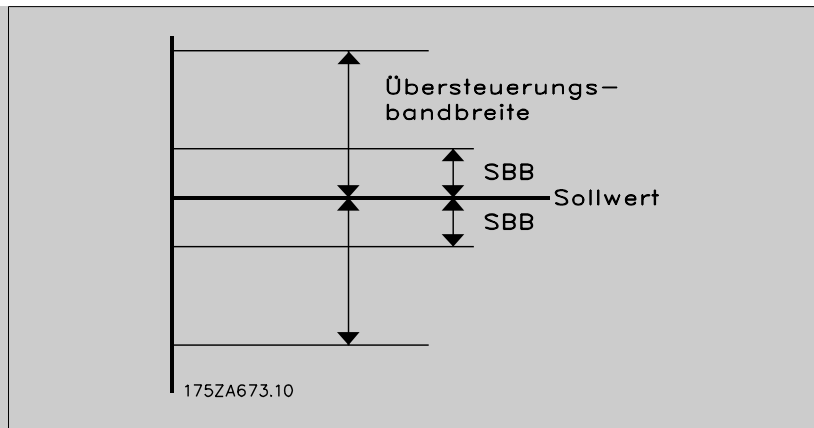 Übersteuerungs-
bandbreite
SBB
Sollwert
SBB
175ZA673.10